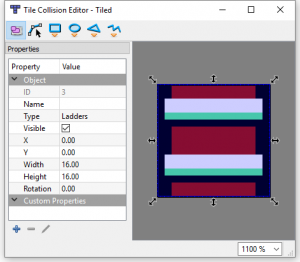 Tile Collision Editor - Tiled
Properties
Property Value
Object
ID 3
Name
Type Ladders
Visible
X 0.00
Y 0.00
Width 16.00
Height 16.00
Rotation 0.00
Custom Properties
1100 %